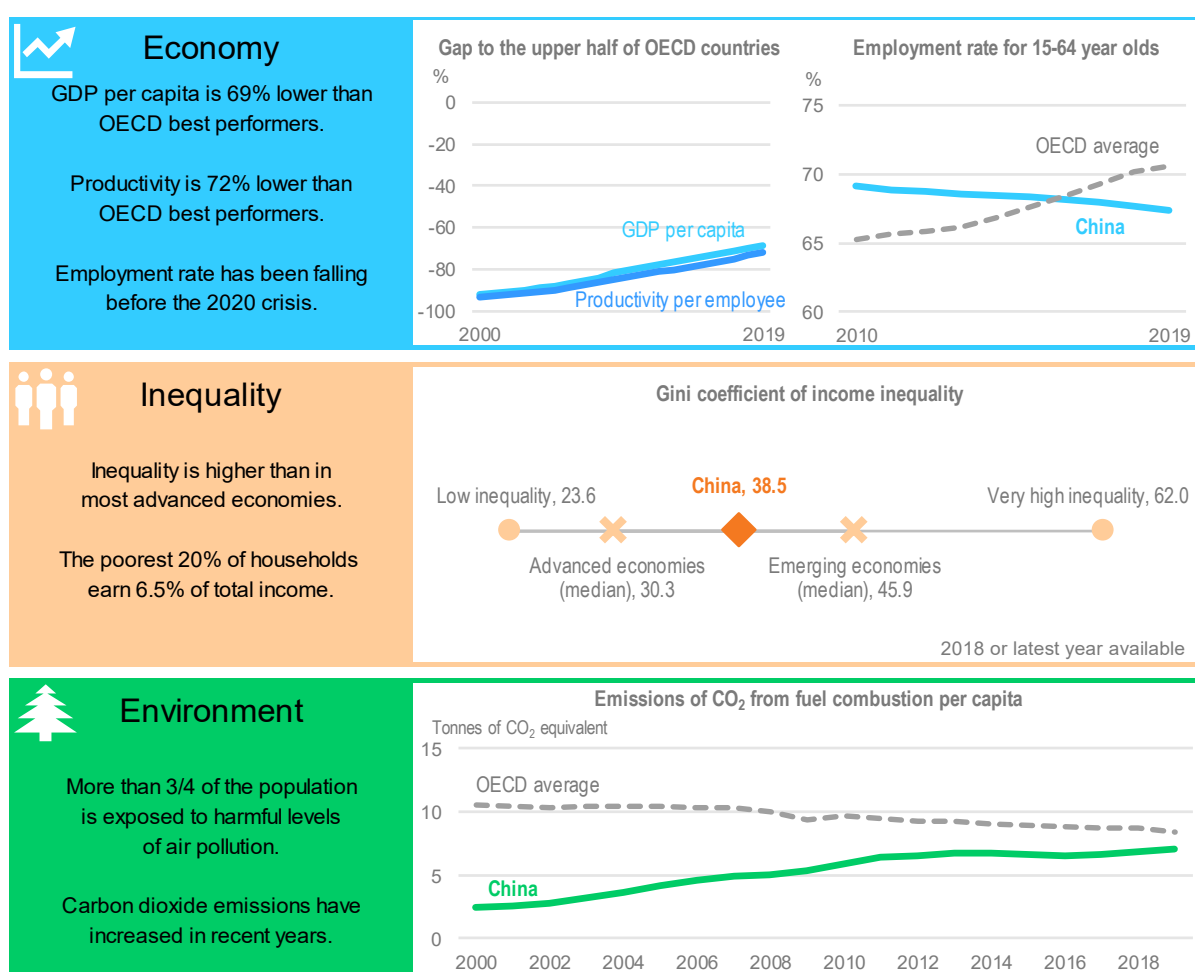 Economy
GDP per capita is 69% lower than
OECD best performers.
Productivity is 72% lower than
OECD best performers.
Employment rate has been falling
before the 2020 crisis.
Gap to the upper half of OECD countries
%
0
-20
-40
-60
-80
-100
GDP per capita
Productivity per employee
2000
2019
Employment rate for 15-64 year olds
%
75
70
65
60
OECD average
China
2010
2019
Inequality
Inequality is higher than in
most advanced economies.
The poorest 20% of households
earn 6.5% of total income.
Gini coefficient of income inequality
Low inequality, 23.6
China, 38.5
Very high inequality, 62.0
Advanced economies
(median), 30.3
Emerging economies
(median), 45.9
2018 or latest year available
Environment
More than 3/4 of the population
is exposed to harmful levels
of air pollution.
Carbon dioxide emissions have
increased in recent years.
Emissions of CO₂ from fuel combustion per capita
Tonnes of CO₂ equivalent
15
10
5
0
OECD average
China
2000 2002 2004 2006 2008 2010 2012 2014 2016 2018